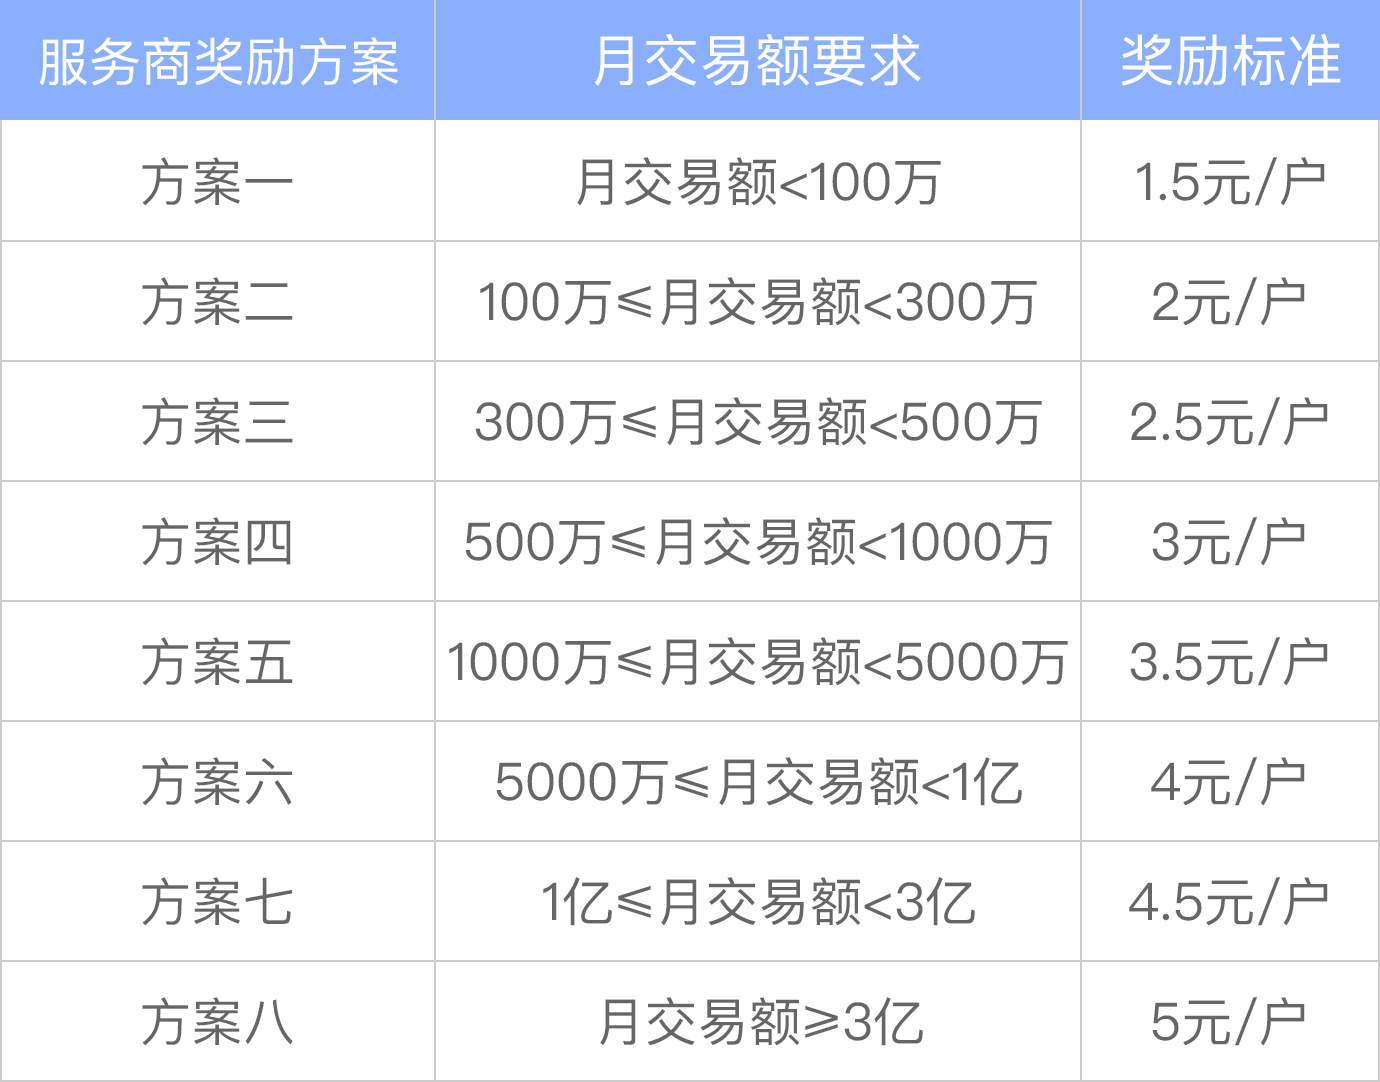 服务商奖励方案 月交易额要求 奖励标准
方案一 月交易额<100万 1.5元/户
方案二 100万≤月交易额<300万 2元/户
方案三 300万≤月交易额<500万 2.5元/户
方案四 500万≤月交易额<1000万 3元/户
方案五 1000万≤月交易额<5000万 3.5元/户
方案六 5000万≤月交易额<1亿 4元/户
方案七 1亿≤月交易额<3亿 4.5元/户
方案八 月交易额≥3亿 5元/户